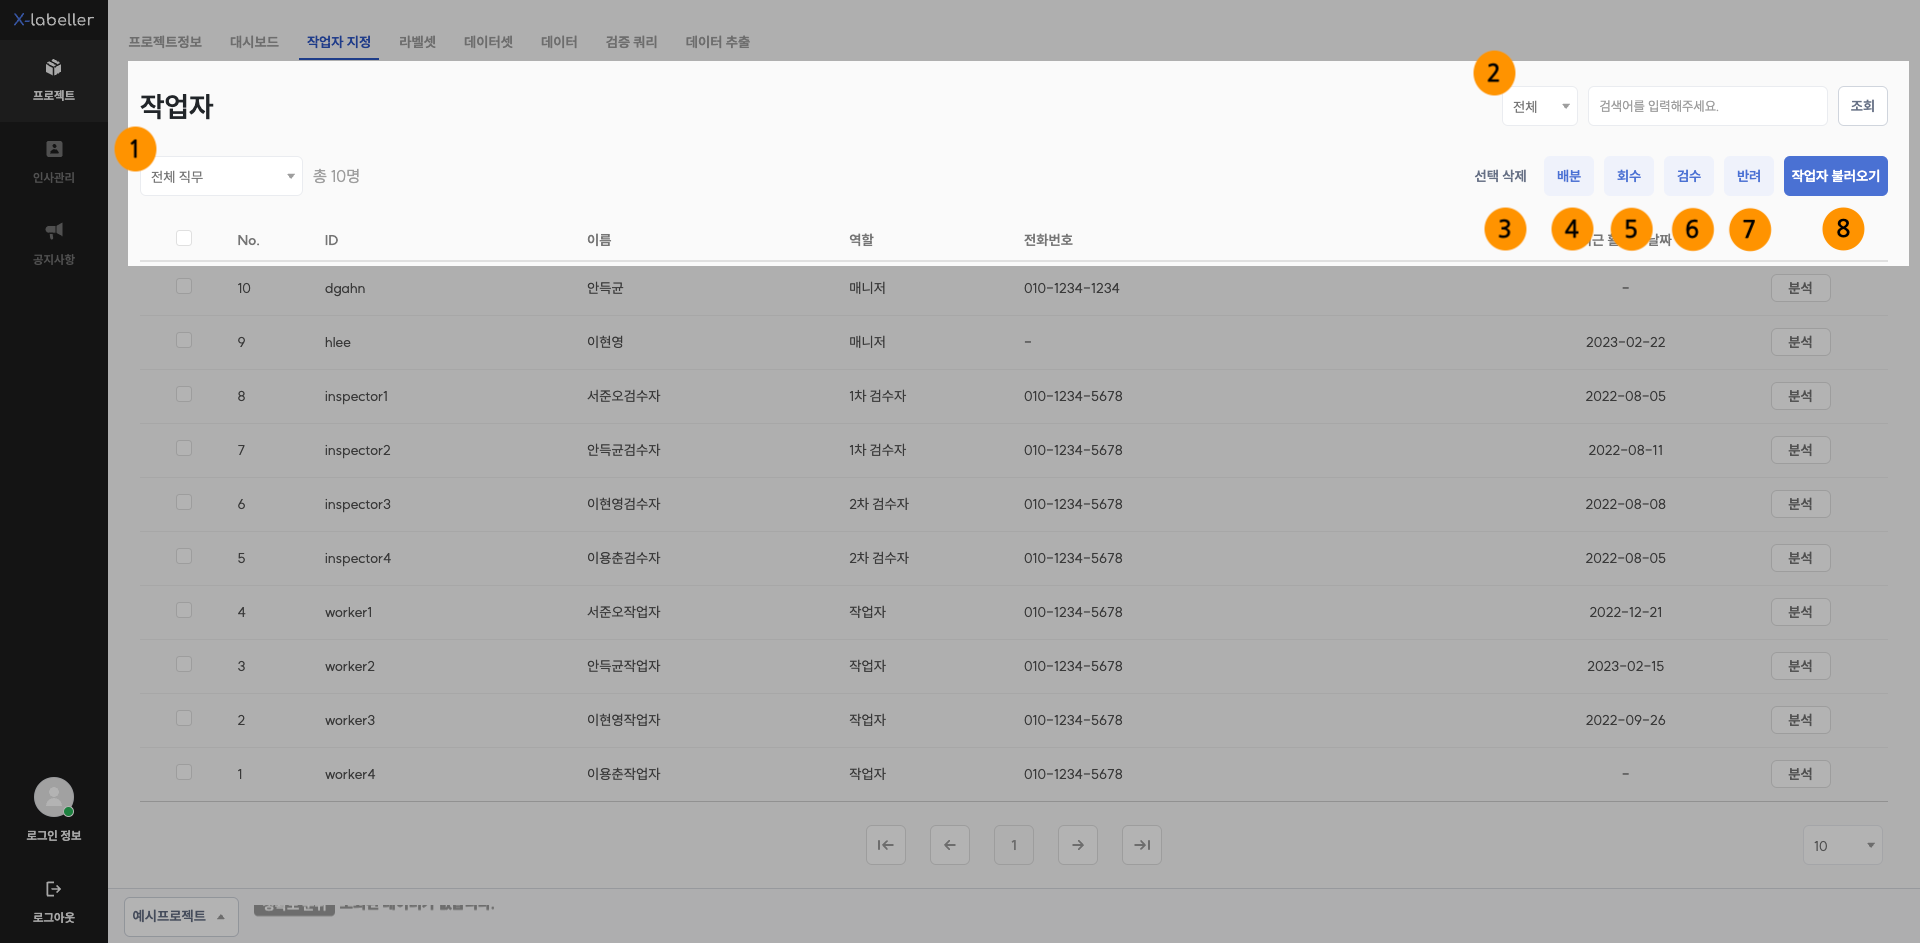 X-labeller
프로젝트
인사관리
공지사항
로그인 정보
로그아웃
프로젝트정보 대시보드 작업자 지정 라벨셋 데이터셋 데이터 검증 쿼리 데이터 추출
작업자
2
전체
검색어를 입력해주세요.
조회
1
전체 직무
총 10명
선택 삭제 배분 회수 검수 반려 작업자 불러오기
3 4 5 6 7 8
No. ID 이름 역할 전화번호 날짜
10 dgahn 안득균 매니저 010-1234-1234 - 분석
9 hlee 이현영 매니저 - 2023-02-22 분석
8 inspector1 서준오검수자 1차 검수자 010-1234-5678 2022-08-05 분석
7 inspector2 안득균검수자 1차 검수자 010-1234-5678 2022-08-11 분석
6 inspector3 이현영검수자 2차 검수자 010-1234-5678 2022-08-08 분석
5 inspector4 이용춘검수자 2차 검수자 010-1234-5678 2022-08-05 분석
4 worker1 서준오작업자 작업자 010-1234-5678 2022-12-21 분석
3 worker2 안득균작업자 작업자 010-1234-5678 2023-02-15 분석
2 worker3 이현영작업자 작업자 010-1234-5678 2022-09-26 분석
1 worker4 이용춘작업자 작업자 010-1234-5678 - 분석
1
10
예시프로젝트